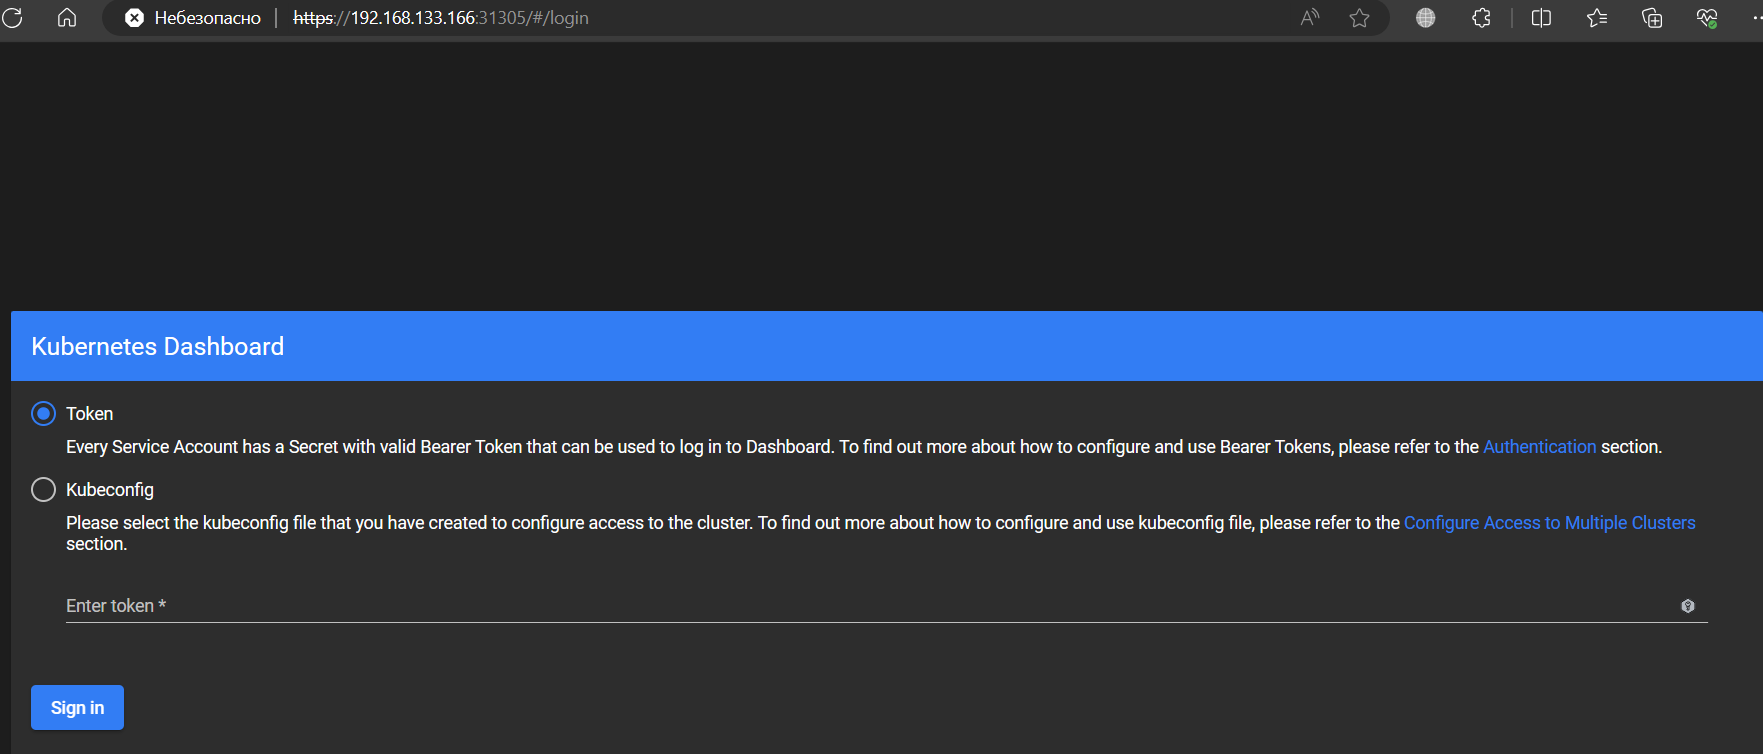 Небезопасно | https://192.168.133.166:31305/#/login
Kubernetes Dashboard
Token
Every Service Account has a Secret with valid Bearer Token that can be used to log in to Dashboard. To find out more about how to configure and use Bearer Tokens, please refer to the Authentication section.
Kubeconfig
Please select the kubeconfig file that you have created to configure access to the cluster. To find out more about how to configure and use kubeconfig file, please refer to the Configure Access to Multiple Clusters
section.
Enter token *
Sign in